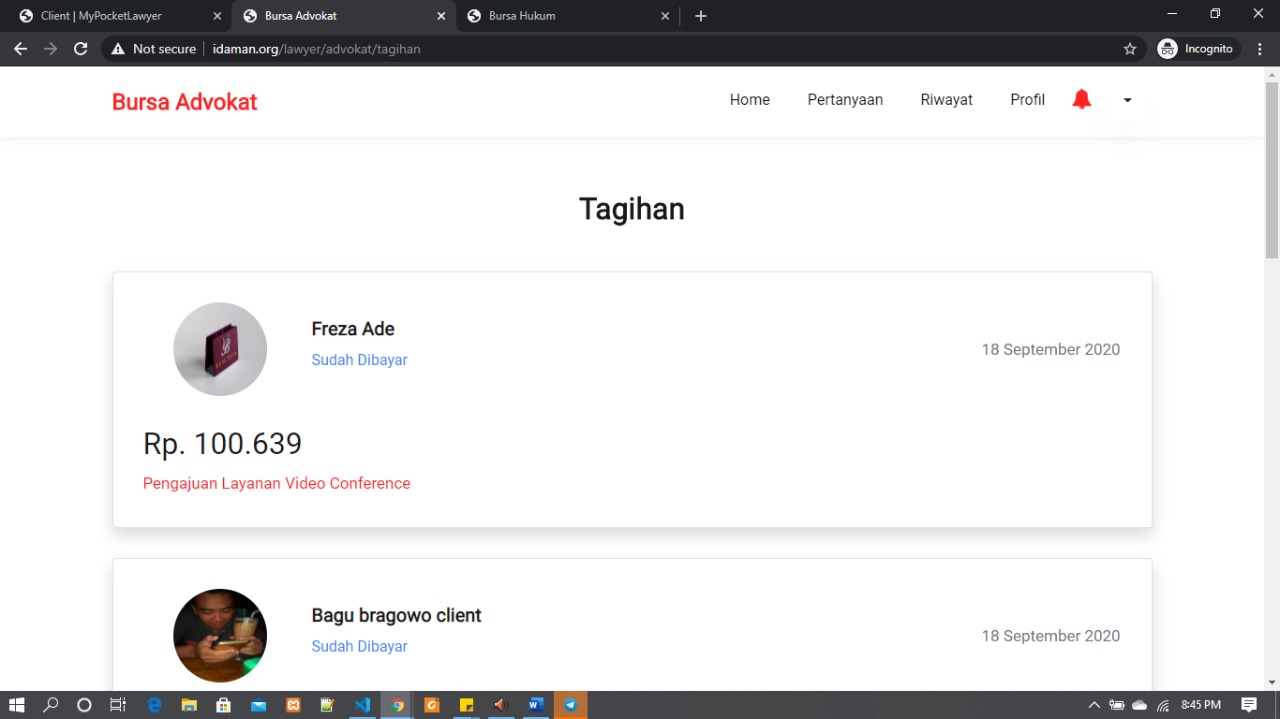 Client | MyPocketLawyer
Bursa Advokat
Bursa Hukum
Not secure
idaman.org/lawyer/advokat/tagihan
Incognito
Bursa Advokat
Home
Pertanyaan
Riwayat
Profil
Tagihan
Freza Ade
Sudah Dibayar
18 September 2020
Rp. 100.639
Pengajuan Layanan Video Conference
Bagu bragowo client
Sudah Dibayar
18 September 2020
8:45 PM